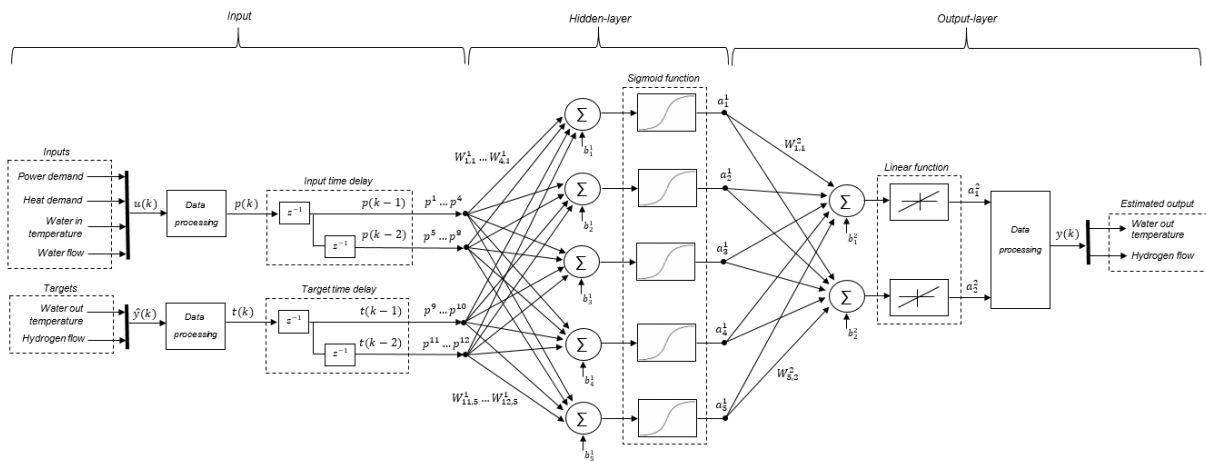 Input
Hidden-layer
Output-layer
Inputs
Power demand
Heat demand
Water in
temperature
Water flow
u(k)
Data
processing
p(k)
Input time delay
z⁻¹
p(k−1)
z⁻¹
p(k−2)
p¹ … p⁴
p⁵ … p⁸
Targets
Water out
temperature
Hydrogen flow
ŷ(k)
Data
processing
t(k)
Target time delay
z⁻¹
t(k−1)
z⁻¹
t(k−2)
p⁹ … p¹⁰
p¹¹ … p¹²
W¹₁,₁ … W¹₄,₁
W¹₁₁,₅ … W¹₁₂,₅
Σ
b¹₁
Σ
b¹₂
Σ
b¹₃
Σ
b¹₄
Σ
b¹₅
Sigmoid function
a¹₁
a¹₂
a¹₃
a¹₄
a¹₅
W²₁,₁
W²₅,₂
Σ
b²₁
Σ
b²₂
Linear function
a²₁
a²₂
Data
processing
y(k)
Estimated output
Water out
temperature
Hydrogen flow